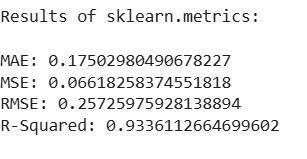 Results of sklearn.metrics:
MAE: 0.17502980490678227
MSE: 0.06618258374551818
RMSE: 0.25725975928138894
R-Squared: 0.9336112664699602